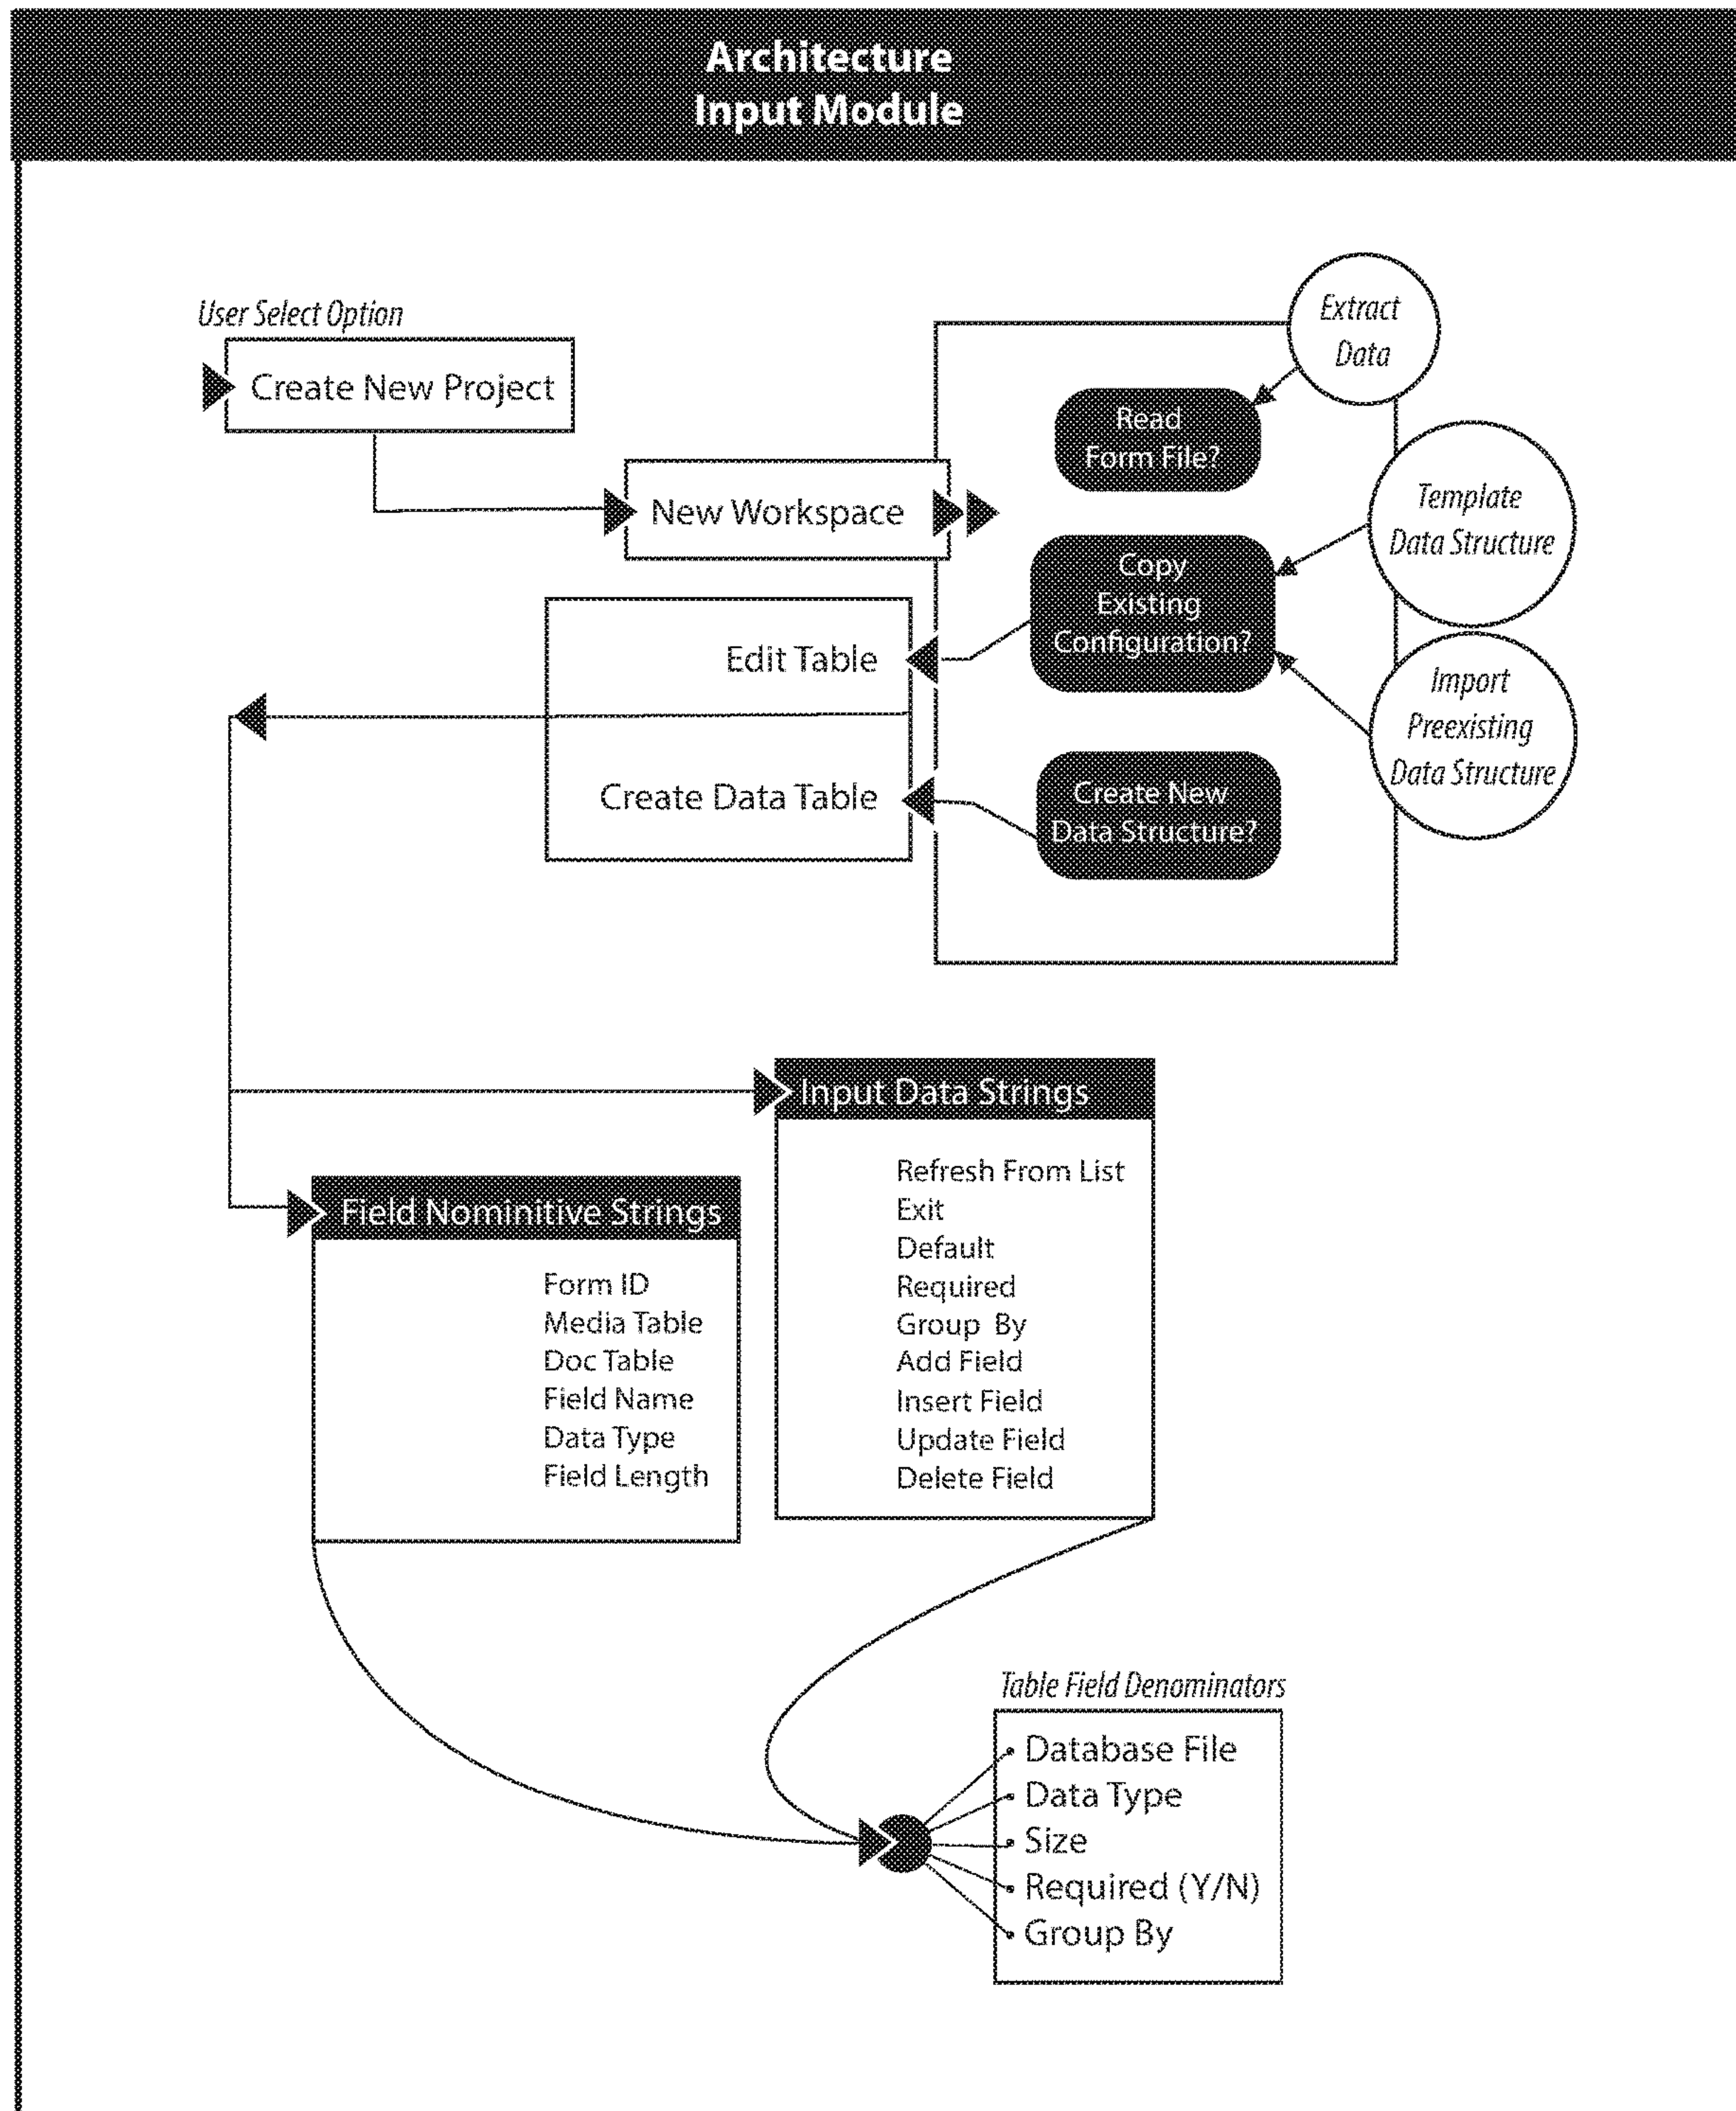 Architecture
Input Module
User Select Option
Create New Project
New Workspace
Extract
Data
Read
Form File?
Template
Data Structure
Copy
Existing
Configuration?
Edit Table
Import
Preexisting
Data Structure
Create Data Table
Create New
Data Structure?
Input Data Strings
Refresh From List
Exit
Default
Required
Group By
Add Field
Insert Field
Update Field
Delete Field
Field Nominitive Strings
Form ID
Media Table
Doc Table
Field Name
Data Type
Field Length
Table Field Denominators
Database File
Data Type
Size
Required (Y/N)
Group By